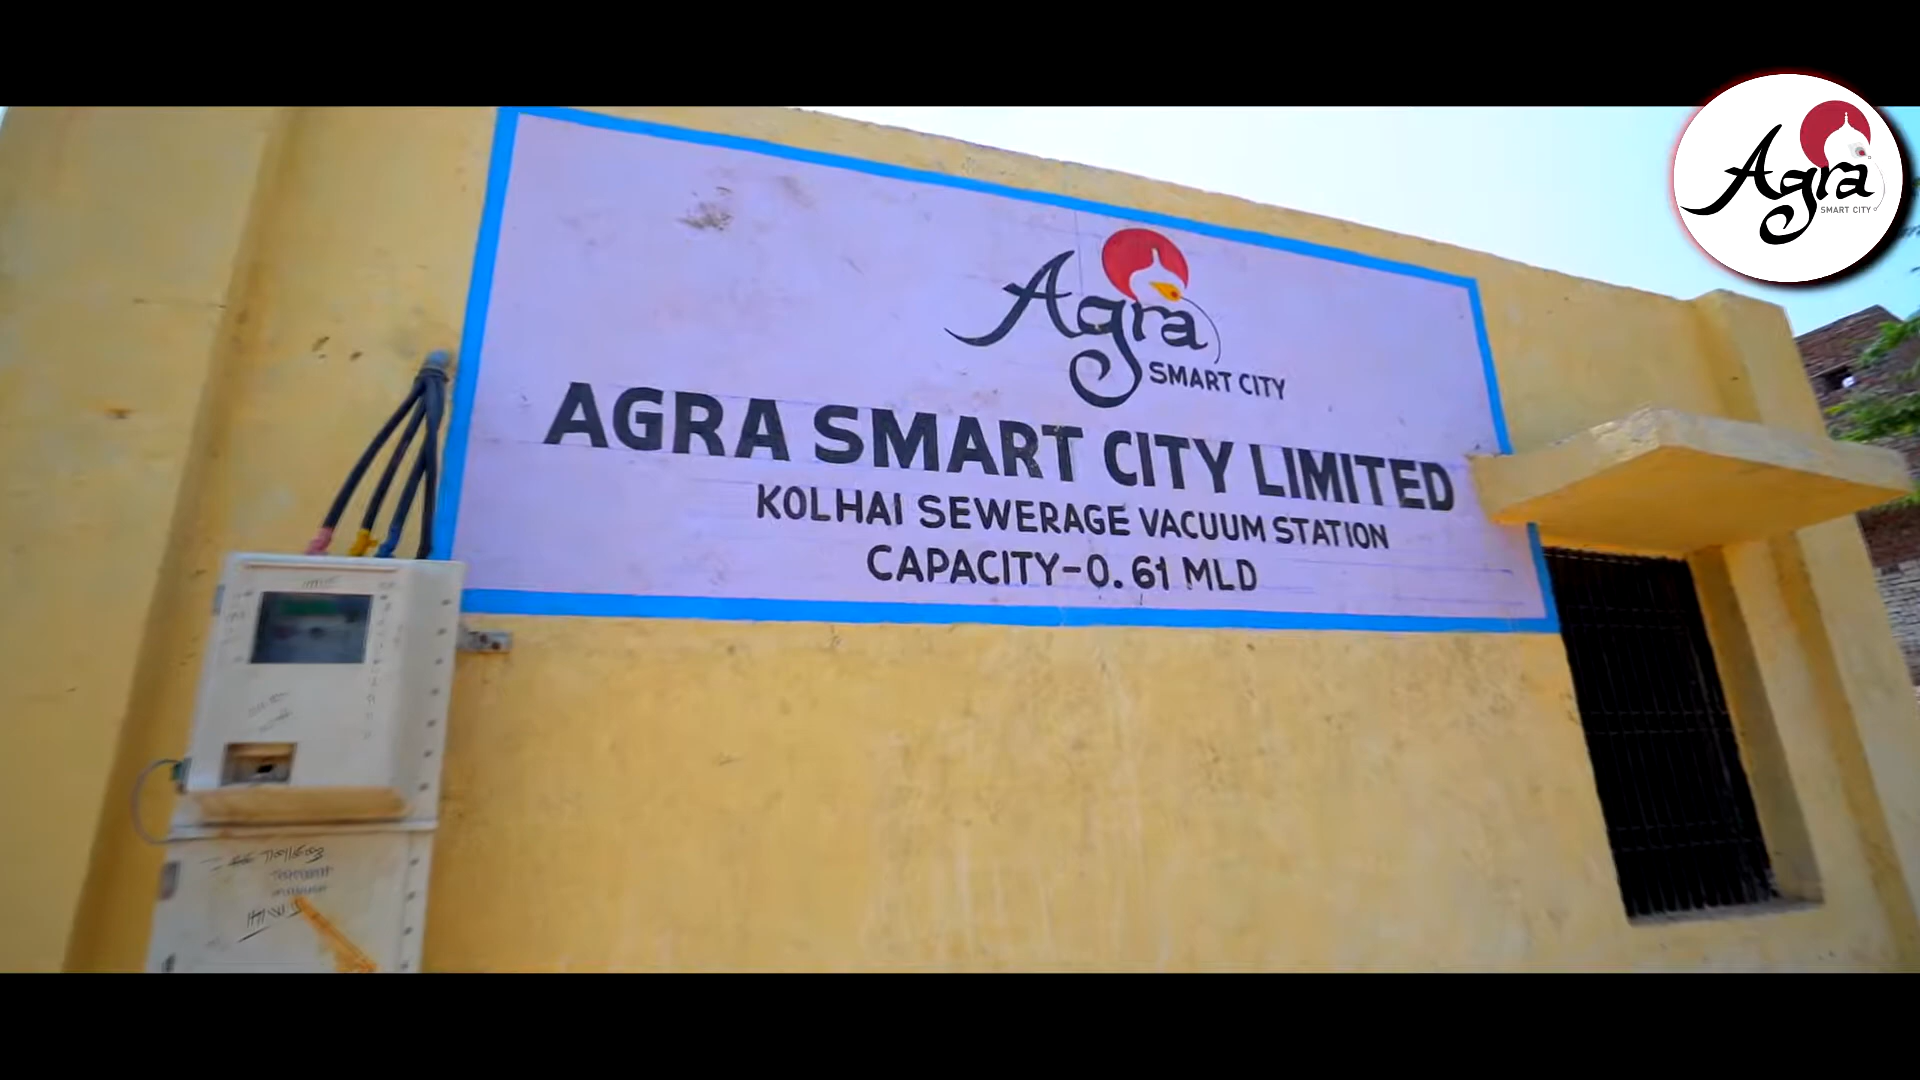 Agra
SMART CITY
Agra
SMART CITY
AGRA SMART CITY LIMITED
KOLHAI SEWERAGE VACUUM STATION
CAPACITY-0.61 MLD